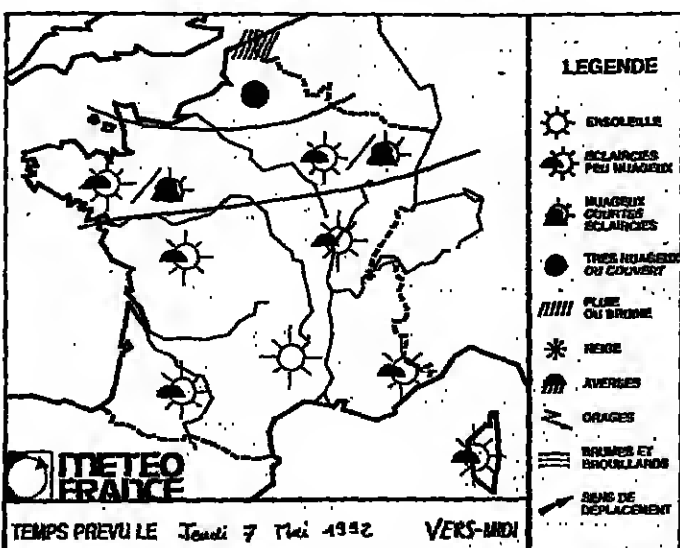 LEGENDE
ENSOLEILLE
ECLAIRCIES
PEU NUAGEUX
NUAGEUX
COURTES
ECLAIRCIES
TRES NUAGEUX
OU COUVERT
PLUIE
OU BRUINE
NEIGE
AVERSES
ORAGES
BRUMES ET
BROUILLARDS
SENS DE
DEPLACEMENT
METEO
FRANCE
TEMPS PREVU LE Jeudi 7 Mai 1992 VERS-MIDI